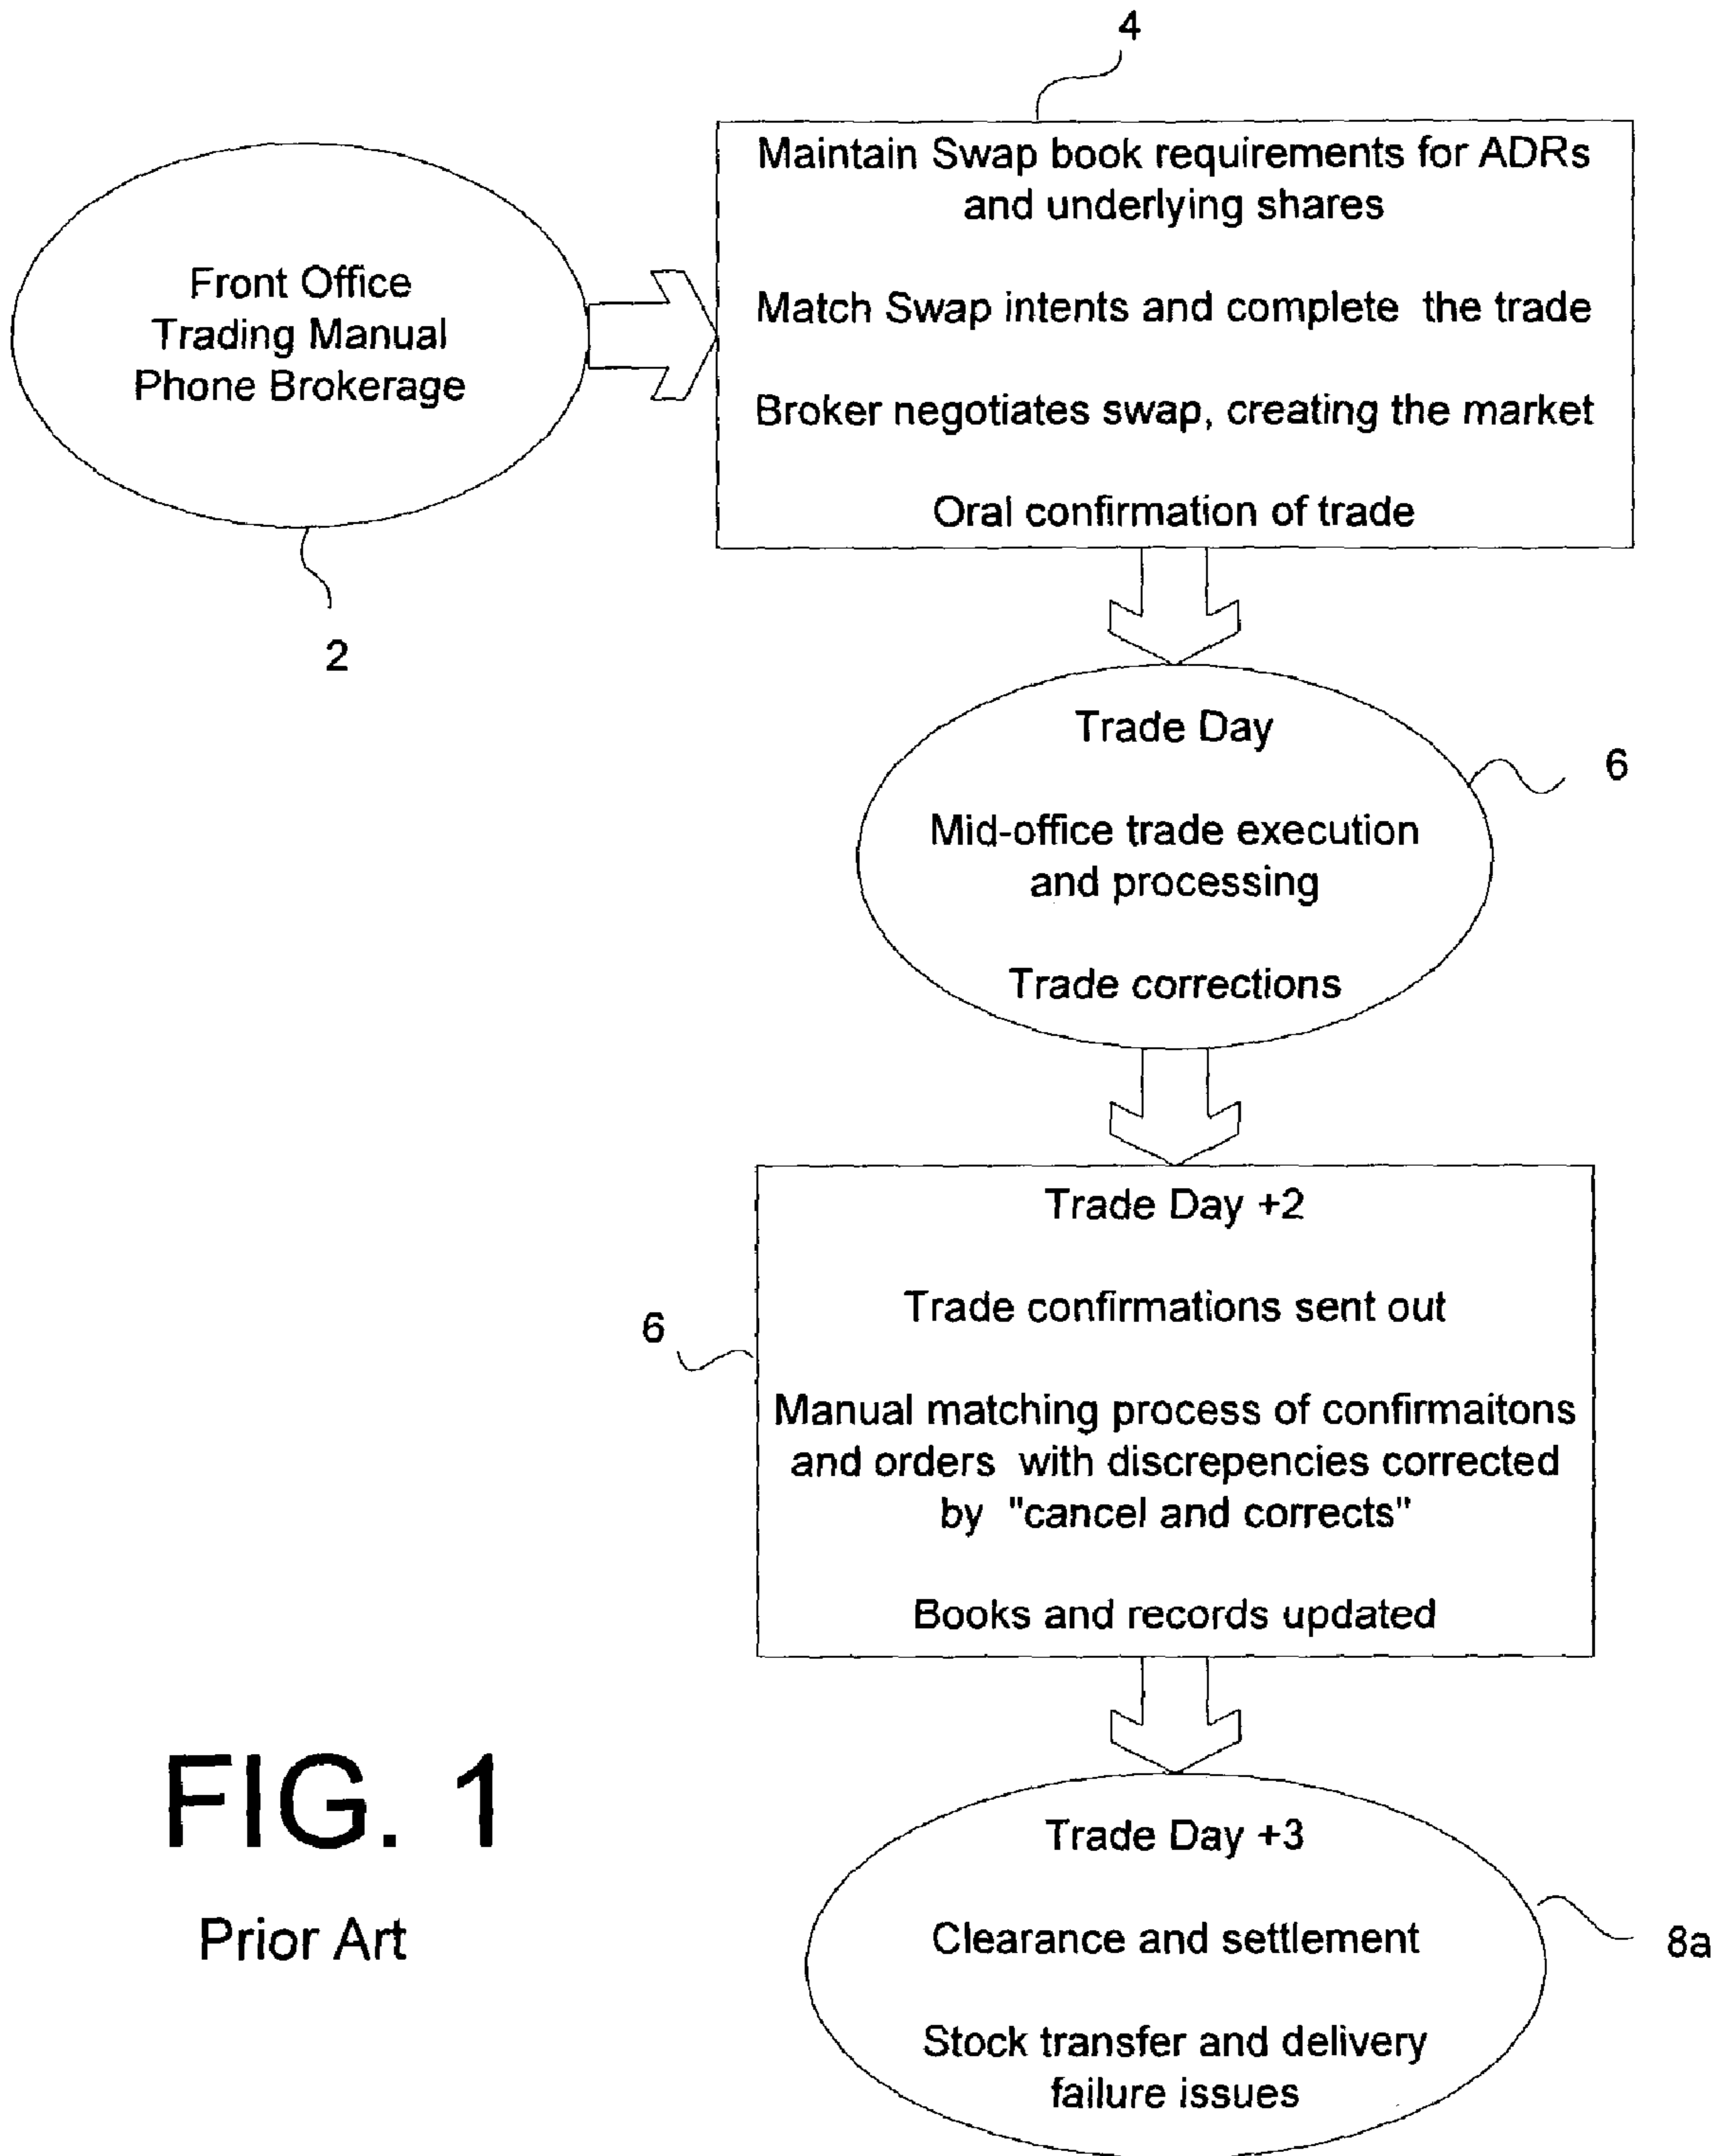 4
Maintain Swap book requirements for ADRs
and underlying shares
Match Swap intents and complete the trade
Broker negotiates swap, creating the market
Oral confirmation of trade
Front Office
Trading Manual
Phone Brokerage
2
Trade Day
Mid-office trade execution
and processing
Trade corrections
6
Trade Day +2
Trade confirmations sent out
Manual matching process of confirmaitons
and orders with discrepencies corrected
by "cancel and corrects"
Books and records updated
6
Trade Day +3
Clearance and settlement
Stock transfer and delivery
failure issues
8a
FIG. 1
Prior Art